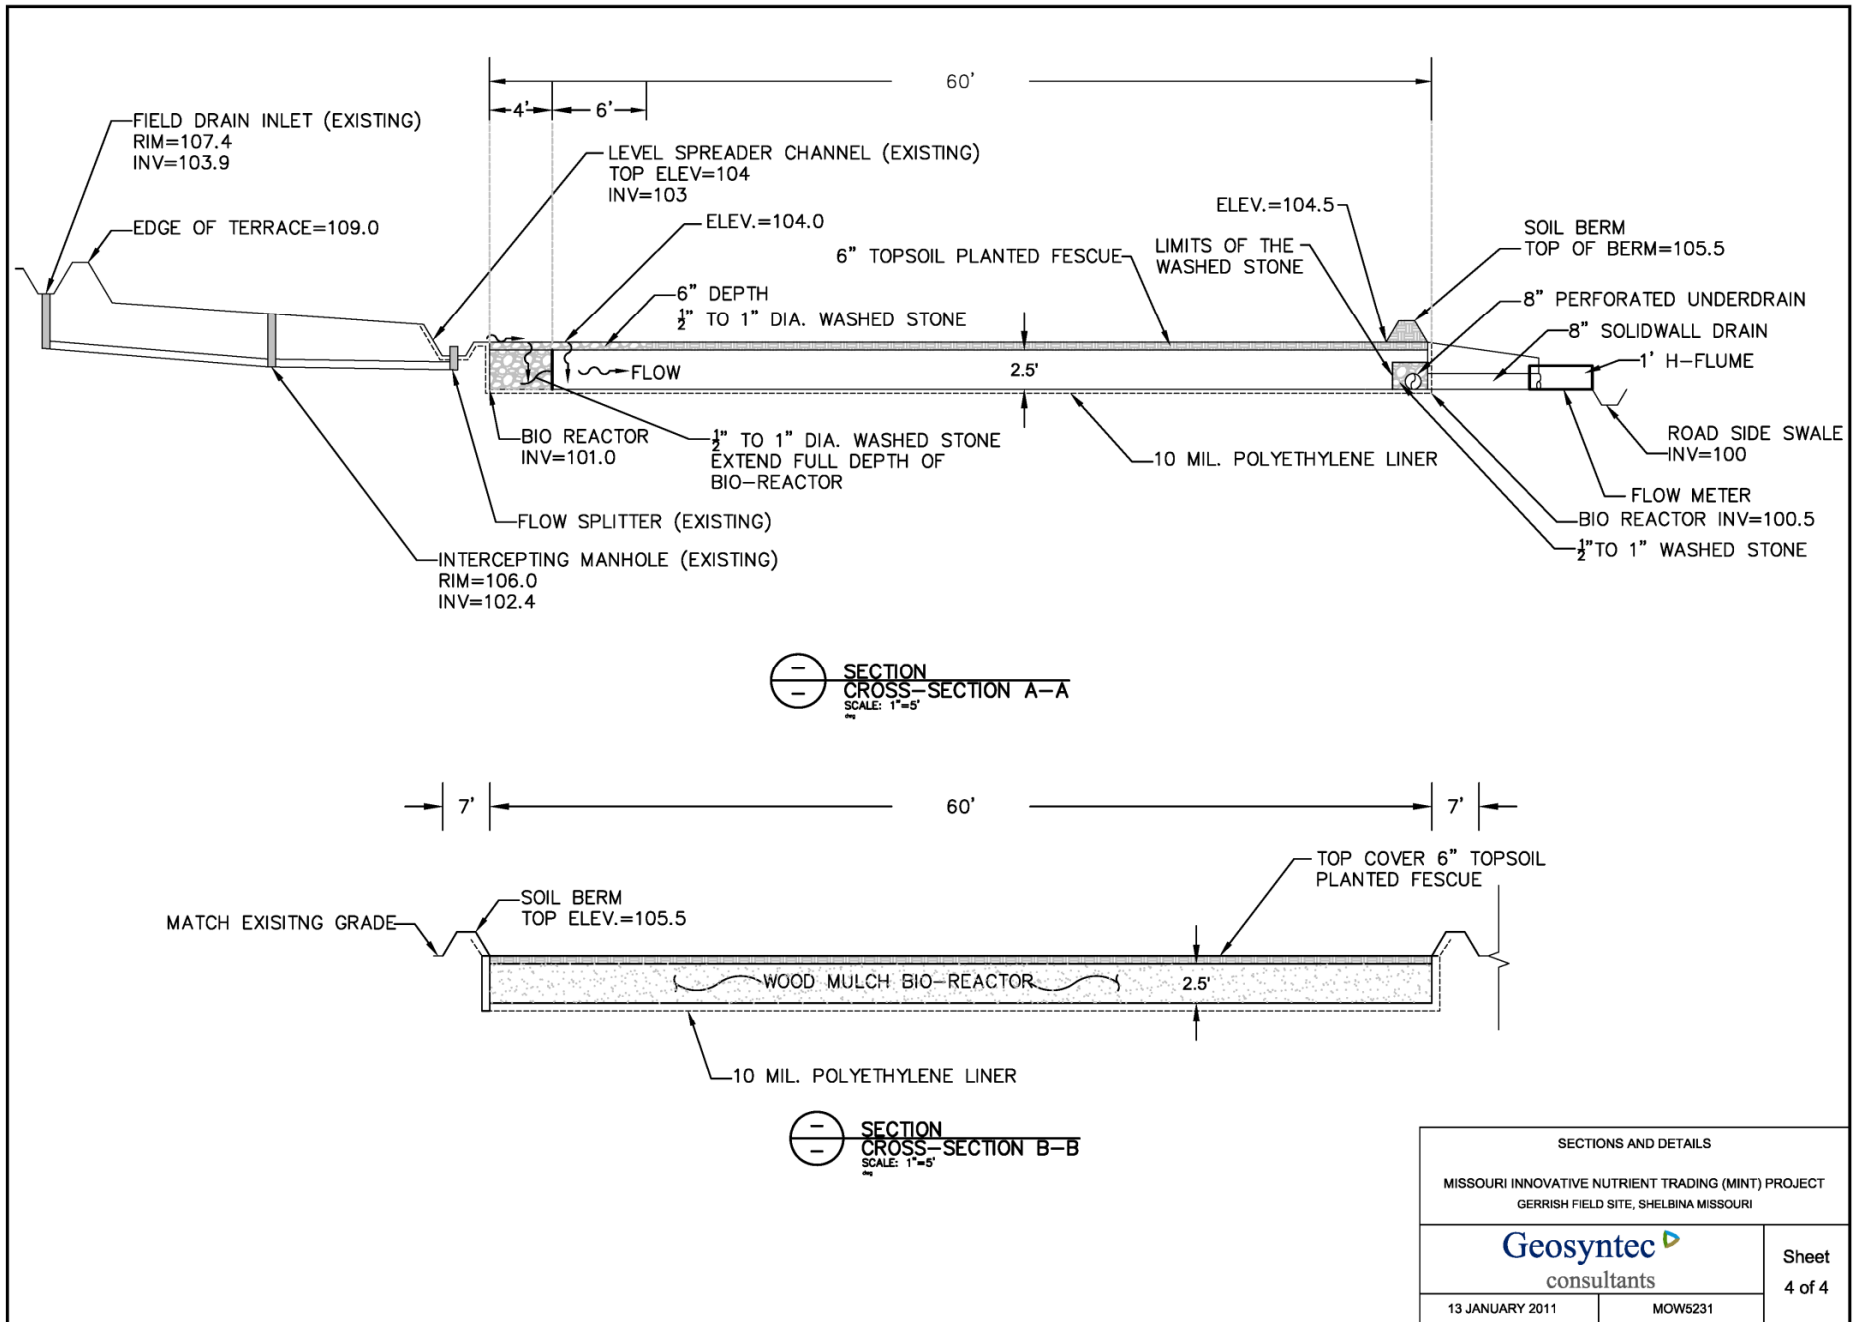 60'
4'
6'
FIELD DRAIN INLET (EXISTING)
RIM=107.4
INV=103.9
LEVEL SPREADER CHANNEL (EXISTING)
TOP ELEV=104
INV=103
EDGE OF TERRACE=109.0
ELEV.=104.0
ELEV.=104.5
6" TOPSOIL PLANTED FESCUE
LIMITS OF THE
WASHED STONE
SOIL BERM
TOP OF BERM=105.5
6" DEPTH
½" TO 1" DIA. WASHED STONE
8" PERFORATED UNDERDRAIN
8" SOLIDWALL DRAIN
1' H-FLUME
FLOW
2.5'
BIO REACTOR
INV=101.0
½" TO 1" DIA. WASHED STONE
EXTEND FULL DEPTH OF
BIO-REACTOR
10 MIL. POLYETHYLENE LINER
ROAD SIDE SWALE
INV=100
FLOW METER
BIO REACTOR INV=100.5
½"TO 1" WASHED STONE
FLOW SPLITTER (EXISTING)
INTERCEPTING MANHOLE (EXISTING)
RIM=106.0
INV=102.4
SECTION
CROSS-SECTION A-A
SCALE: 1"=5'
dwg
7'
60'
7'
TOP COVER 6" TOPSOIL
PLANTED FESCUE
SOIL BERM
TOP ELEV.=105.5
MATCH EXISITNG GRADE
WOOD MULCH BIO-REACTOR
2.5'
10 MIL. POLYETHYLENE LINER
SECTION
CROSS-SECTION B-B
SCALE: 1"=5'
dwg
SECTIONS AND DETAILS
MISSOURI INNOVATIVE NUTRIENT TRADING (MINT) PROJECT
GERRISH FIELD SITE, SHELBINA MISSOURI
Geosyntec
consultants
Sheet
4 of 4
13 JANUARY 2011
MOW5231